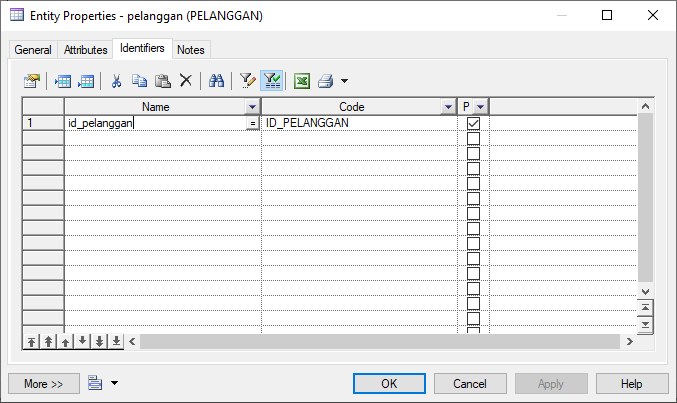 Entity Properties - pelanggan (PELANGGAN)
General Attributes Identifiers Notes
Name Code P
1 id_pelanggan = ID_PELANGGAN
More >> OK Cancel Apply Help